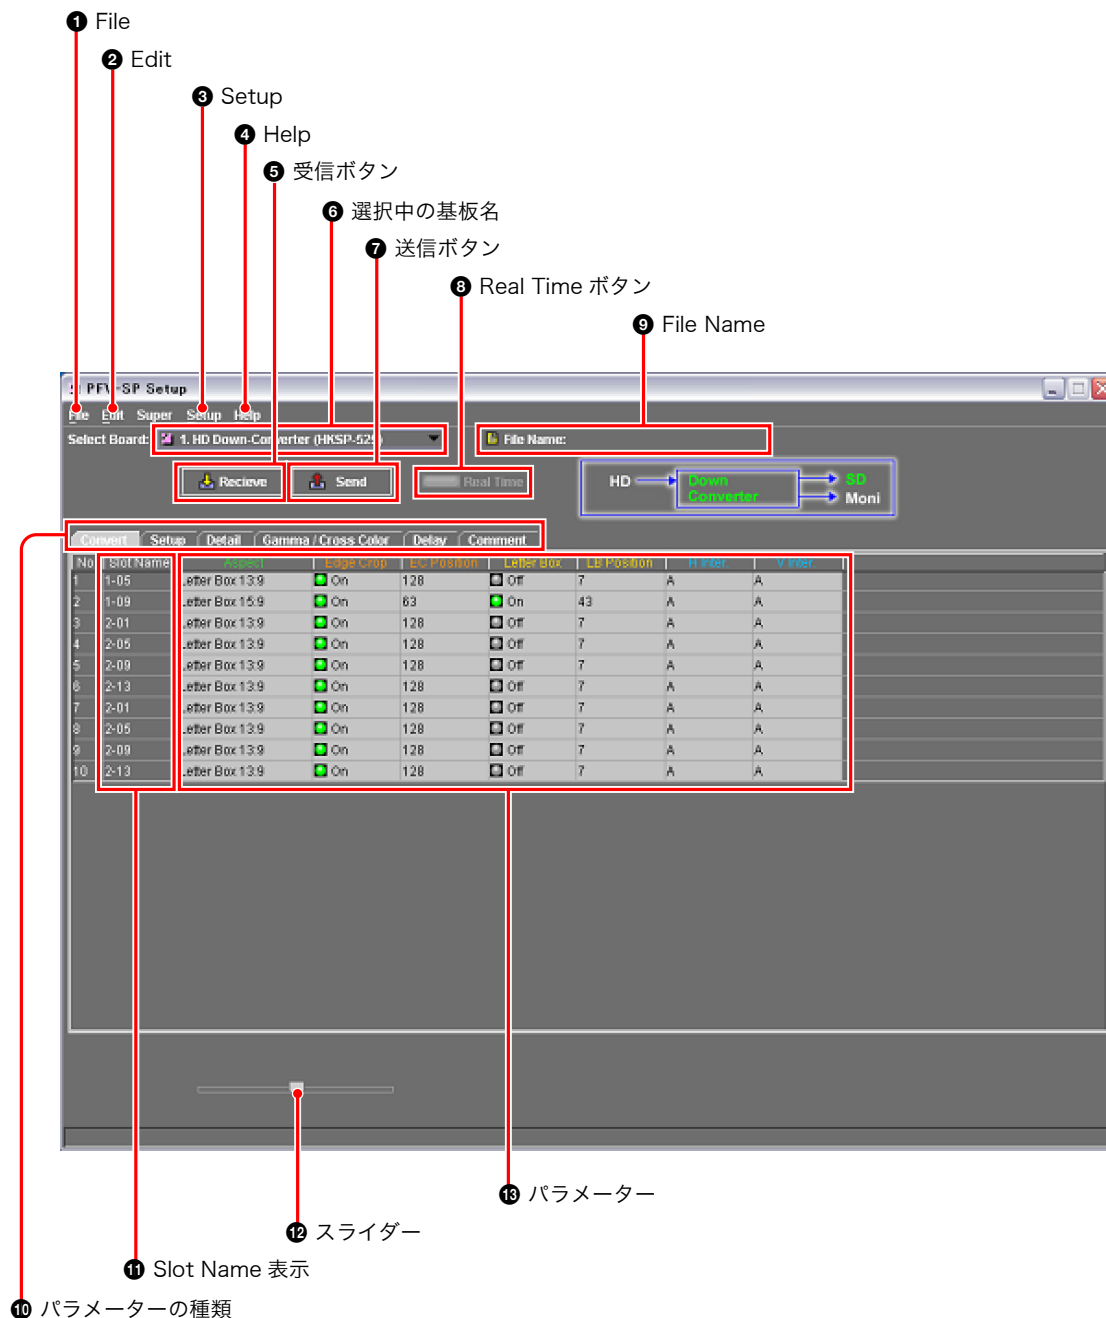 ❶ File
❷ Edit
❸ Setup
❹ Help
❺ 受信ボタン
❻ 選択中の基板名
❼ 送信ボタン
❽ Real Time ボタン
❾ File Name
PFV-SP Setup
File Edit Super Setup Help
Select Board: 1. HD Down-Converter (HKSP-525) File Name:
Recieve Send Real Time
HD Down Converter SD Moni
Convert Setup Detail Gamma / Cross Color Delay Comment
No Slot Name Aspect Edge Crop EC Position Letter Box LB Position H Inter. V Inter.
1 1-05 Letter Box 13:9 On 128 Off 7 A A
2 1-09 Letter Box 15:9 On 63 On 43 A A
3 2-01 Letter Box 13:9 On 128 Off 7 A A
4 2-05 Letter Box 13:9 On 128 Off 7 A A
5 2-09 Letter Box 13:9 On 128 Off 7 A A
6 2-13 Letter Box 13:9 On 128 Off 7 A A
7 2-01 Letter Box 13:9 On 128 Off 7 A A
8 2-05 Letter Box 13:9 On 128 Off 7 A A
9 2-09 Letter Box 13:9 On 128 Off 7 A A
10 2-13 Letter Box 13:9 On 128 Off 7 A A
⓭ パラメーター
⓬ スライダー
⓫ Slot Name 表示
❿ パラメーターの種類